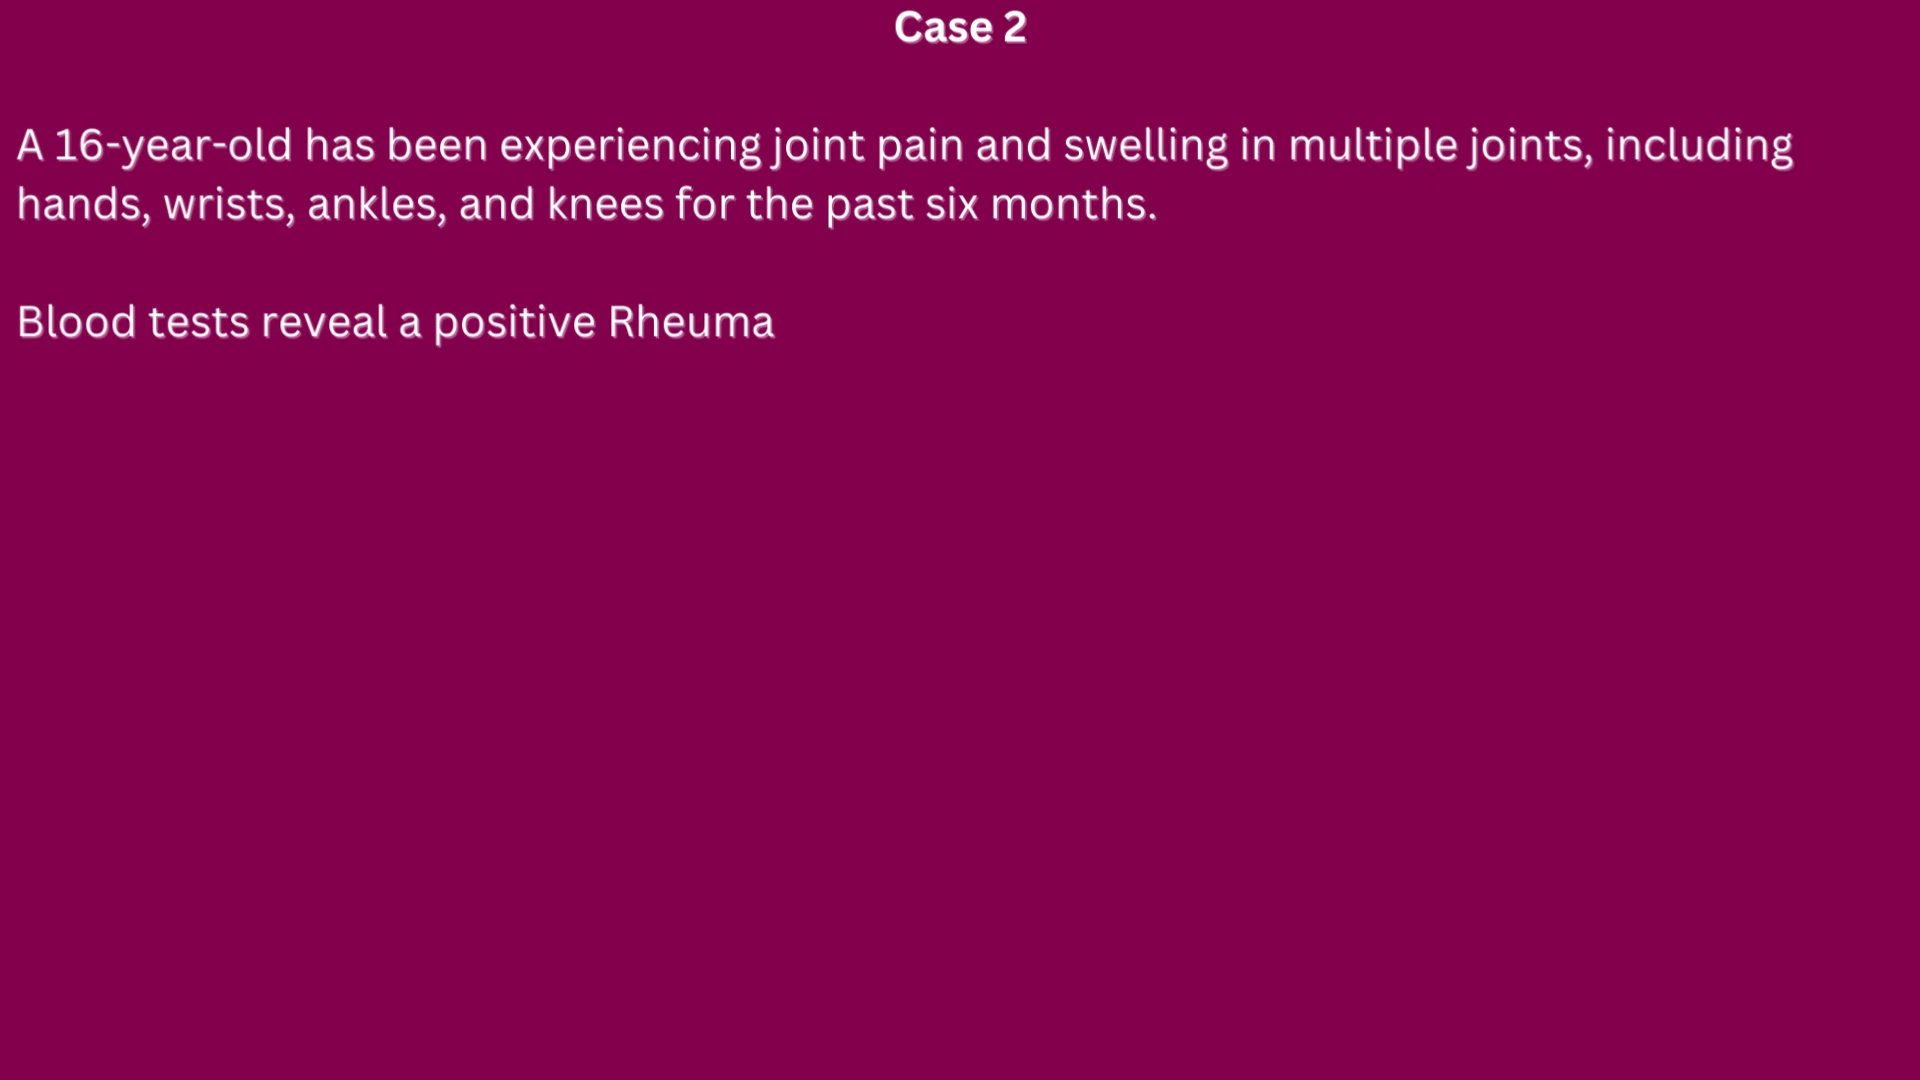 Case 2
A 16-year-old has been experiencing joint pain and swelling in multiple joints, including
hands, wrists, ankles, and knees for the past six months.
Blood tests reveal a positive Rheuma